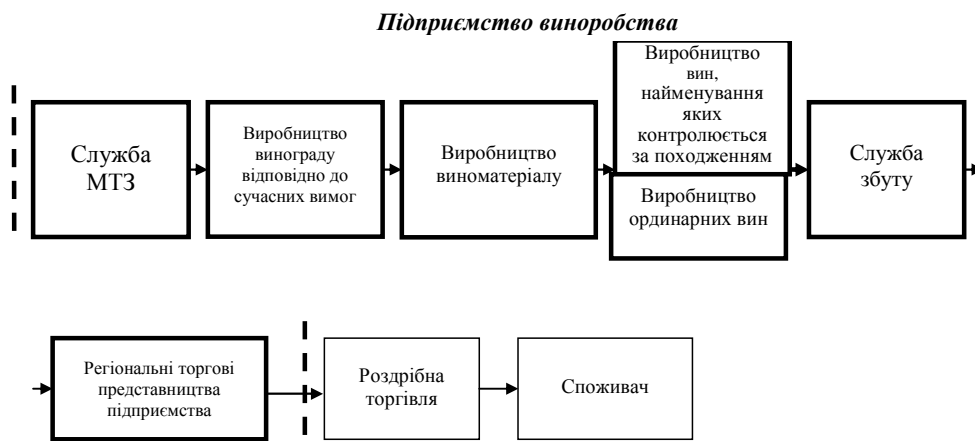 Підприємство виноробства
Служба
МТЗ
Виробництво
винограду
відповідно до
сучасних вимог
Виробництво
виноматеріалу
Виробництво
вин,
найменування
яких
контролюється
за походженням
Виробництво
ординарних вин
Служба
збуту
Регіональні торгові
представництва
підприємства
Роздрібна
торгівля
Споживач